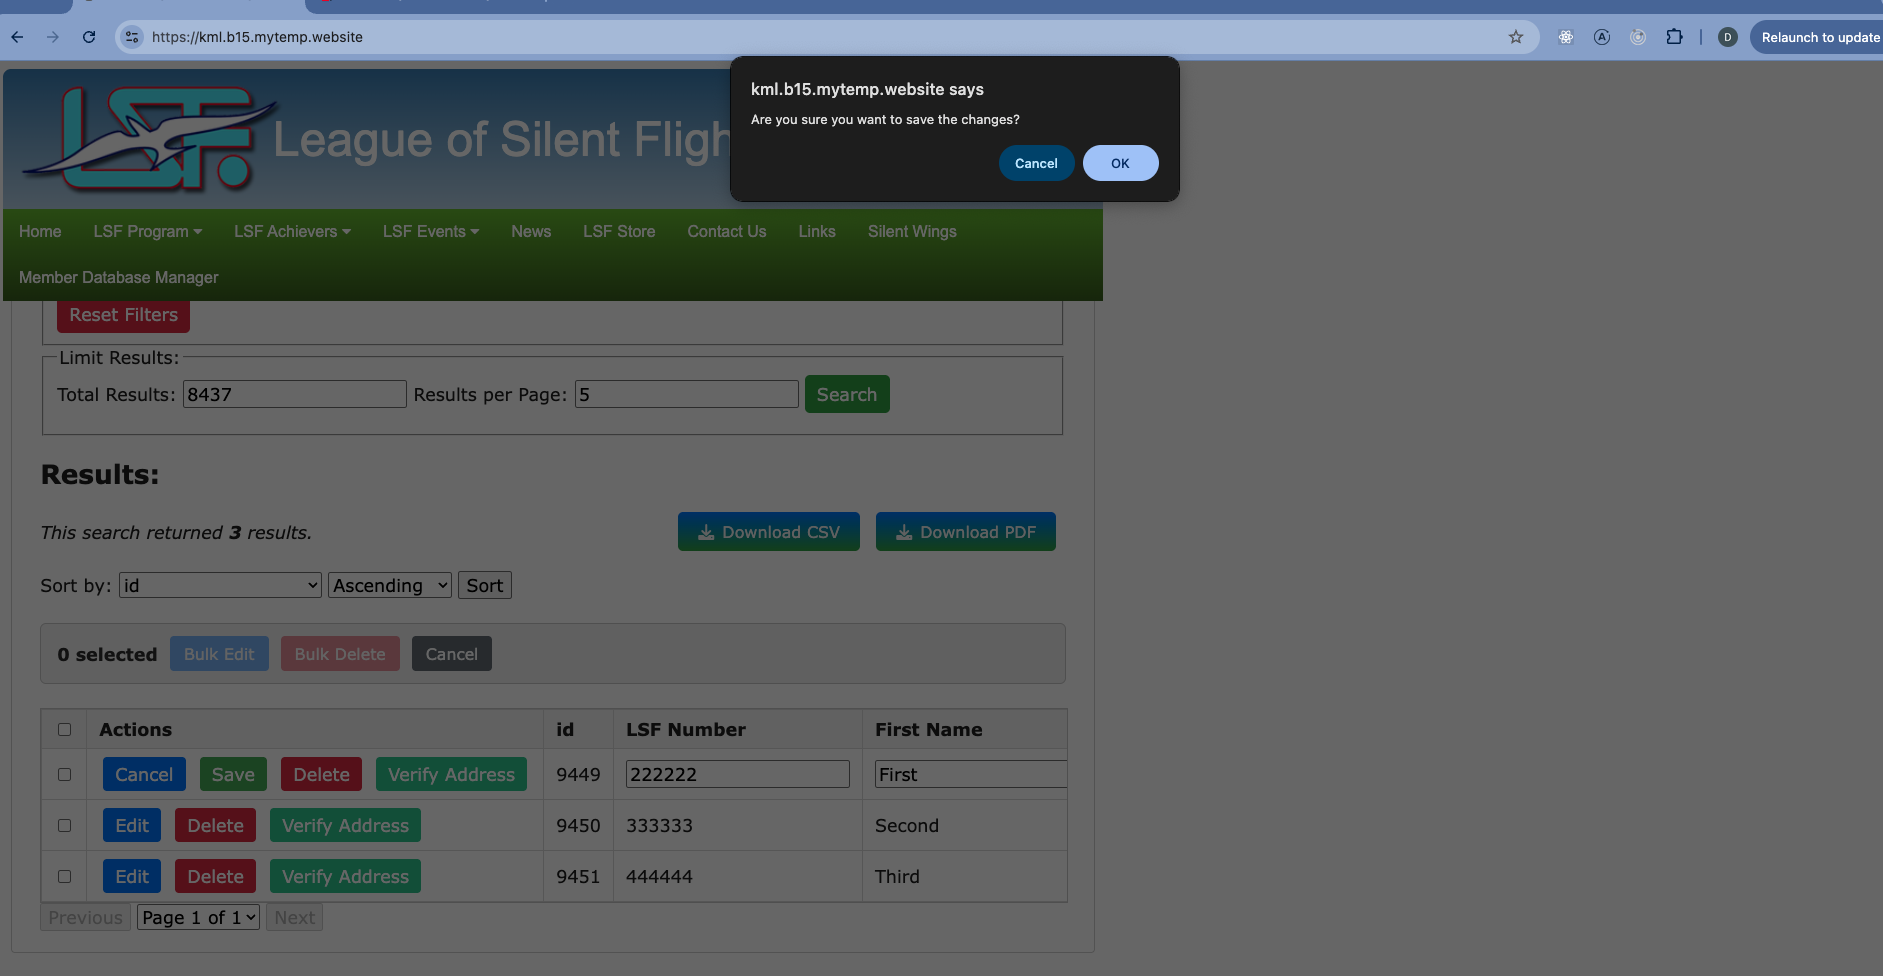 https://kml.b15.mytemp.website
D
Relaunch to update
kml.b15.mytemp.website says
Are you sure you want to save the changes?
Cancel OK
LSF.
League of Silent Fligh
Home LSF Program LSF Achievers LSF Events News LSF Store Contact Us Links Silent Wings
Member Database Manager
Reset Filters
Limit Results:
Total Results: 8437 Results per Page: 5 Search
Results:
This search returned 3 results.
Download CSV Download PDF
Sort by: id Ascending Sort
0 selected Bulk Edit Bulk Delete Cancel
Actions id LSF Number First Name
Cancel Save Delete Verify Address 9449 222222 First
Edit Delete Verify Address 9450 333333 Second
Edit Delete Verify Address 9451 444444 Third
Previous Page 1 of 1 Next